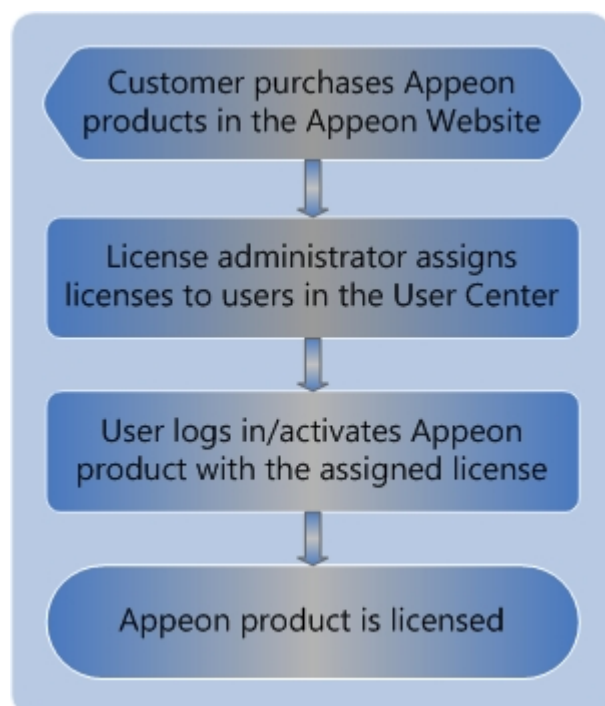 Customer purchases Appeon
products in the Appeon Website
License administrator assigns
licenses to users in the User Center
User logs in/activates Appeon
product with the assigned license
Appeon product is licensed